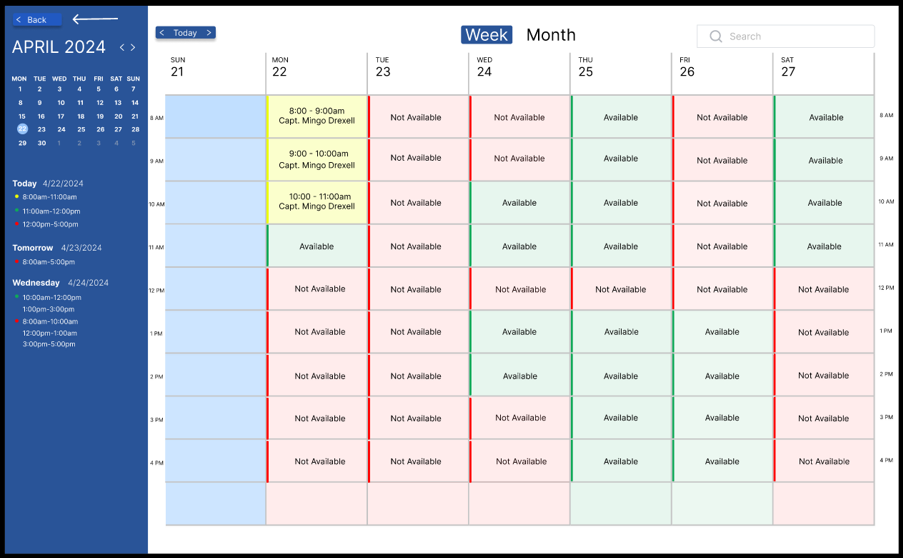 Back
APRIL 2024
MON TUE WED THU FRI SAT SUN
1 2 3 4 5 6 7
8 9 10 11 12 13 14
15 16 17 18 19 20 21
22 23 24 25 26 27 28
29 30 1 2 3 4 5
Today 4/22/2024
8:00am-11:00am
11:00am-12:00pm
12:00pm-5:00pm
Tomorrow 4/23/2024
8:00am-5:00pm
Wednesday 4/24/2024
10:00am-12:00pm
1:00pm-3:00pm
8:00am-10:00am
12:00pm-1:00am
3:00pm-5:00pm
Today
Week Month
Search
SUN MON TUE WED THU FRI SAT
21 22 23 24 25 26 27
8:00 - 9:00am
8 AM Capt. Mingo Drexell Not Available Not Available Available Not Available Available 8 AM
9:00 - 10:00am
9 AM Capt. Mingo Drexell Not Available Not Available Available Not Available Available 9 AM
10:00 - 11:00am
10 AM Capt. Mingo Drexell Not Available Available Available Not Available Available 10 AM
11 AM Available Not Available Available Available Not Available Available 11 AM
12 PM Not Available Not Available Not Available Not Available Not Available Not Available 12 PM
1 PM Not Available Not Available Available Available Available Not Available 1 PM
2 PM Not Available Not Available Available Available Available Not Available 2 PM
3 PM Not Available Not Available Not Available Available Available Not Available 3 PM
4 PM Not Available Not Available Not Available Available Available Not Available 4 PM